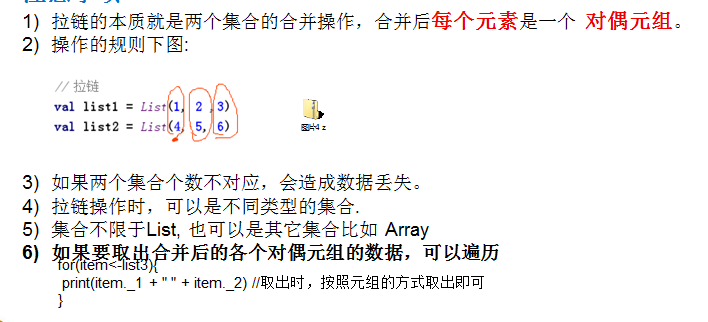 1) 拉链的本质就是两个集合的合并操作，合并后每个元素是一个 对偶元组。
2) 操作的规则下图:
// 拉链
val list1 = List(1, 2 ,3)
val list2 = List(4, 5, 6)
3) 如果两个集合个数不对应，会造成数据丢失。
4) 拉链操作时，可以是不同类型的集合.
5) 集合不限于List, 也可以是其它集合比如 Array
6) 如果要取出合并后的各个对偶元组的数据，可以遍历
for(item<-list3){
print(item._1 + " " + item._2) //取出时，按照元组的方式取出即可
}